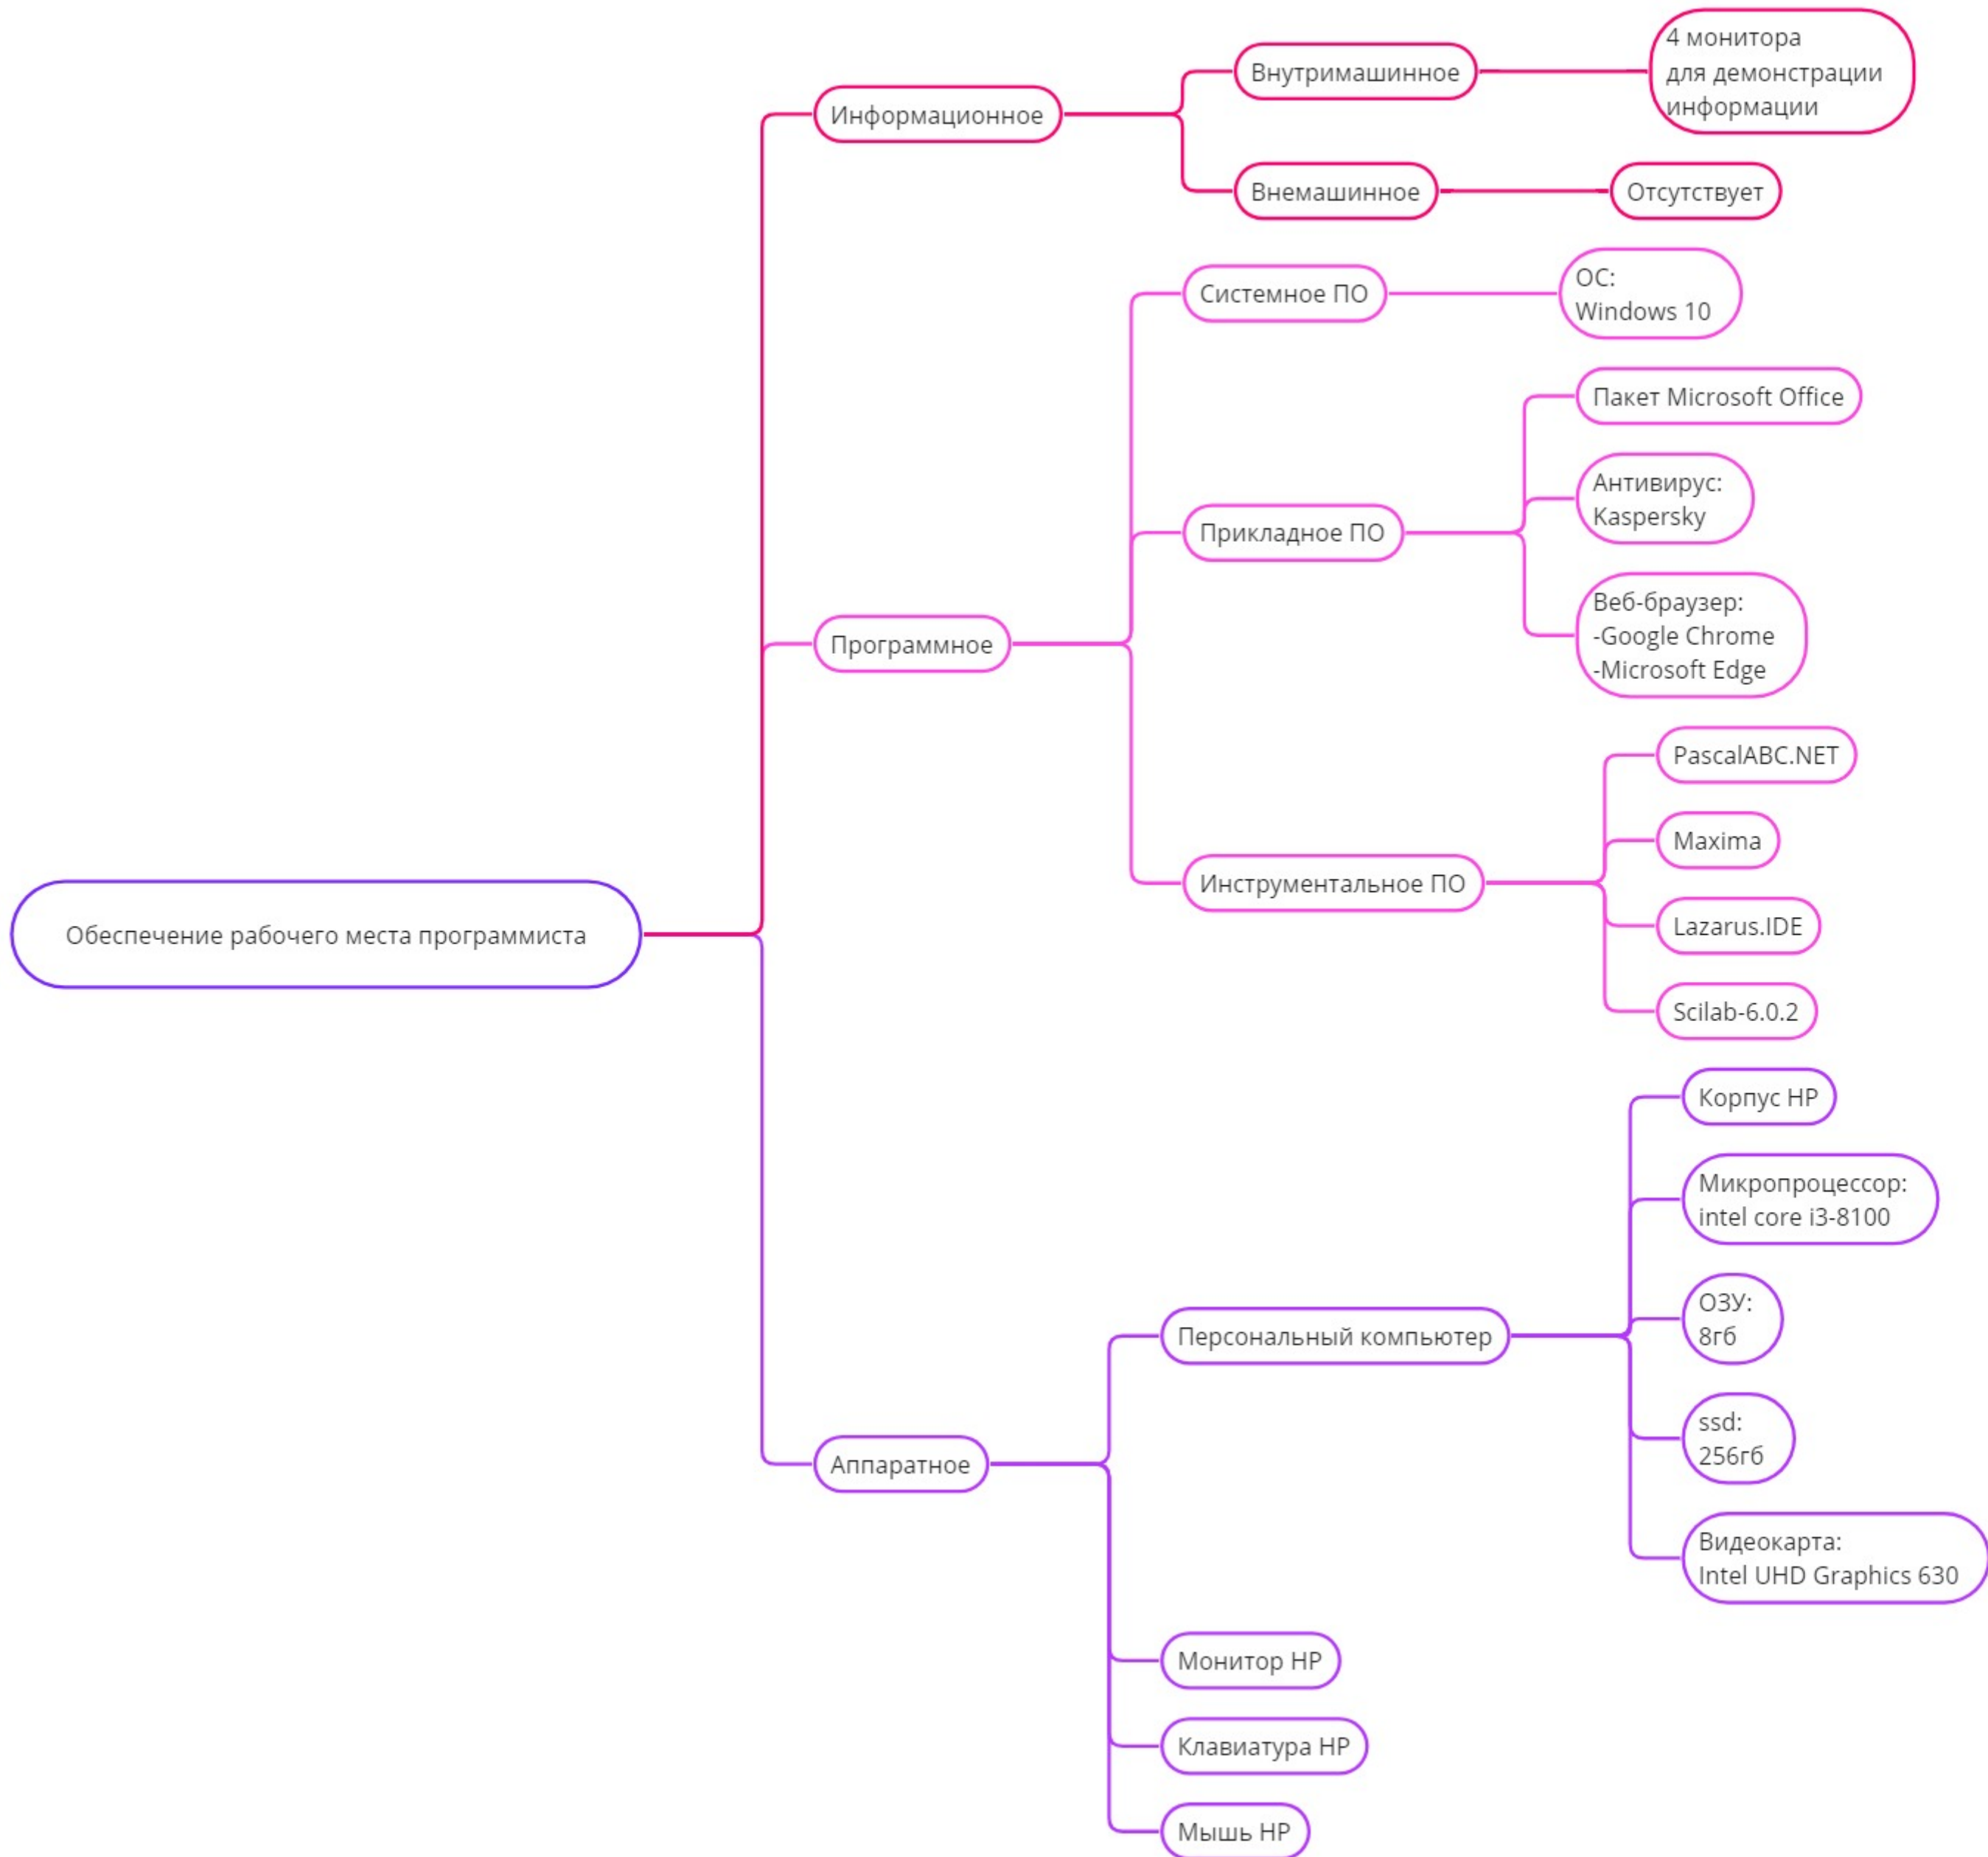 4 монитора
для демонстрации
информации
Внутримашинное
Информационное
Внемашинное
Отсутствует
Системное ПО
ОС:
Windows 10
Пакет Microsoft Office
Антивирус:
Kaspersky
Прикладное ПО
Веб-браузер:
-Google Chrome
-Microsoft Edge
Программное
PascalABC.NET
Maxima
Инструментальное ПО
Lazarus.IDE
Scilab-6.0.2
Обеспечение рабочего места программиста
Корпус HP
Микропроцессор:
intel core i3-8100
ОЗУ:
8гб
Персональный компьютер
ssd:
256гб
Аппаратное
Видеокарта:
Intel UHD Graphics 630
Монитор HP
Клавиатура HP
Мышь HP